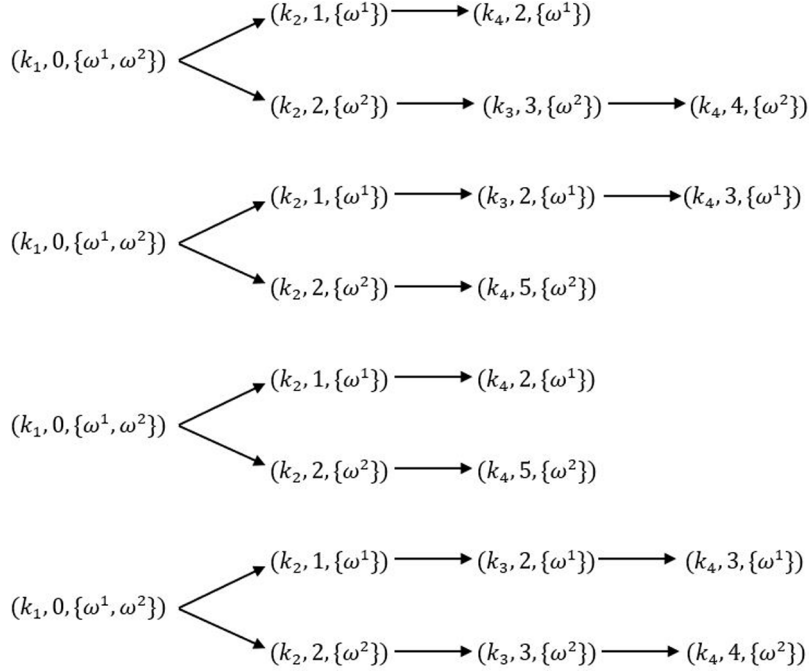 (k₂, 1, {ω¹}) (k₄, 2, {ω¹})
(k₁, 0, {ω¹, ω²})
(k₂, 2, {ω²}) (k₃, 3, {ω²}) (k₄, 4, {ω²})
(k₂, 1, {ω¹}) (k₃, 2, {ω¹}) (k₄, 3, {ω¹})
(k₁, 0, {ω¹, ω²})
(k₂, 2, {ω²}) (k₄, 5, {ω²})
(k₂, 1, {ω¹}) (k₄, 2, {ω¹})
(k₁, 0, {ω¹, ω²})
(k₂, 2, {ω²}) (k₄, 5, {ω²})
(k₂, 1, {ω¹}) (k₃, 2, {ω¹}) (k₄, 3, {ω¹})
(k₁, 0, {ω¹, ω²})
(k₂, 2, {ω²}) (k₃, 3, {ω²}) (k₄, 4, {ω²})